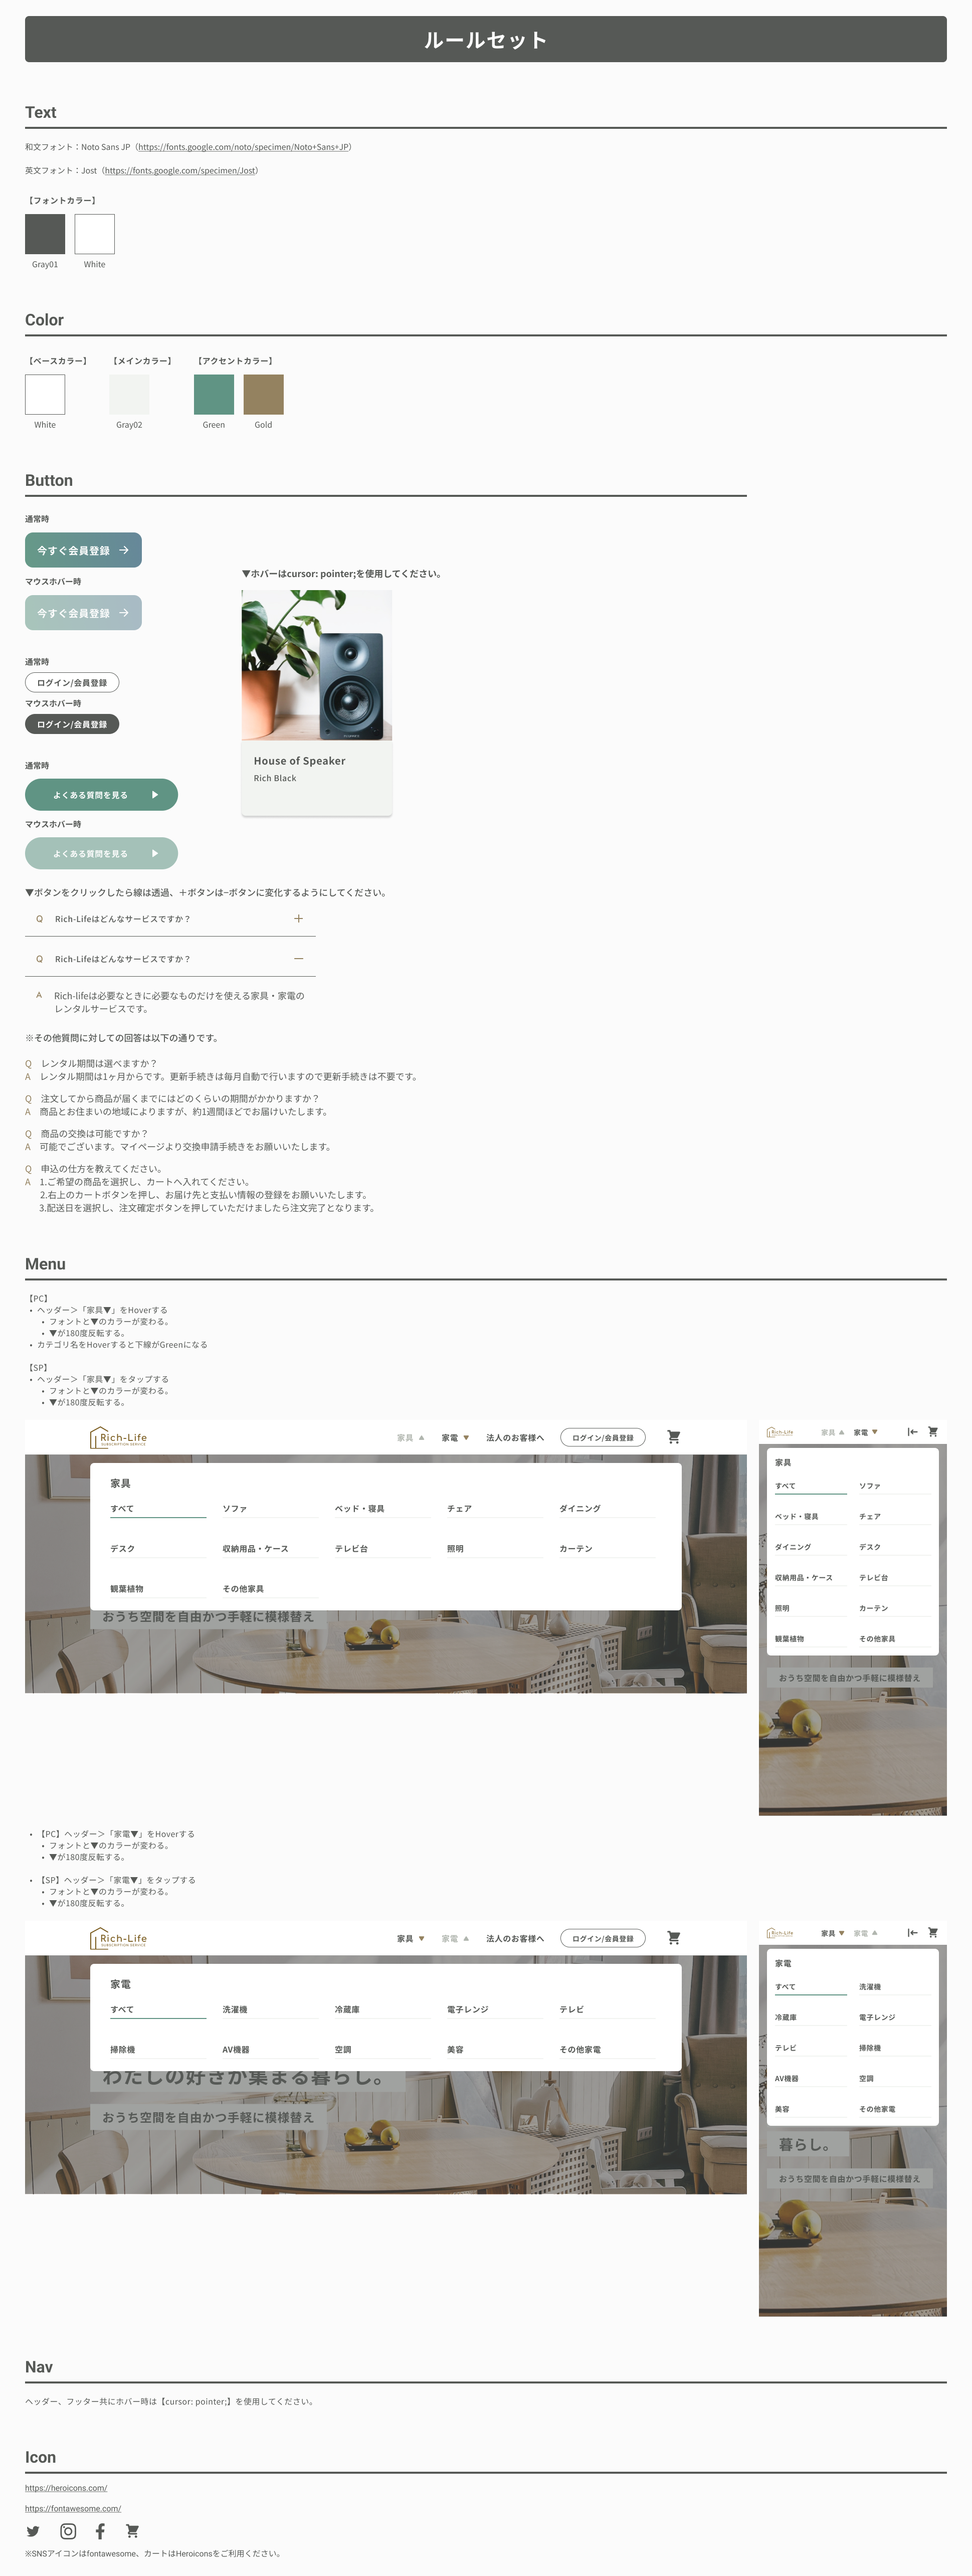 ルールセット
Text
和文フォント：Noto Sans JP（https://fonts.google.com/noto/specimen/Noto+Sans+JP）
英文フォント：Jost（https://fonts.google.com/specimen/Jost）
【フォントカラー】
Gray01
White
Color
【ベースカラー】
【メインカラー】
【アクセントカラー】
White
Gray02
Green
Gold
Button
通常時
今すぐ会員登録
マウスホバー時
今すぐ会員登録
通常時
ログイン/会員登録
マウスホバー時
ログイン/会員登録
通常時
よくある質問を見る
マウスホバー時
よくある質問を見る
▼ホバーはcursor: pointer;を使用してください。
House of Speaker
Rich Black
▼ボタンをクリックしたら線は透過、＋ボタンは−ボタンに変化するようにしてください。
Q Rich-Lifeはどんなサービスですか？
Q Rich-Lifeはどんなサービスですか？
A Rich-lifeは必要なときに必要なものだけを使える家具・家電の
レンタルサービスです。
※その他質問に対しての回答は以下の通りです。
Q レンタル期間は選べますか？
A レンタル期間は1ヶ月からです。更新手続きは毎月自動で行いますので更新手続きは不要です。
Q 注文してから商品が届くまでにはどのくらいの期間がかかりますか？
A 商品とお住まいの地域によりますが、約1週間ほどでお届けいたします。
Q 商品の交換は可能ですか？
A 可能でございます。マイページより交換申請手続きをお願いいたします。
Q 申込の仕方を教えてください。
A 1.ご希望の商品を選択し、カートへ入れてください。
2.右上のカートボタンを押し、お届け先と支払い情報の登録をお願いいたします。
3.配送日を選択し、注文確定ボタンを押していただけましたら注文完了となります。
Menu
【PC】
• ヘッダー＞「家具▼」をHoverする
• フォントと▼のカラーが変わる。
• ▼が180度反転する。
• カテゴリ名をHoverすると下線がGreenになる
【SP】
• ヘッダー＞「家具▼」をタップする
• フォントと▼のカラーが変わる。
• ▼が180度反転する。
Rich-Life
SUBSCRIPTION SERVICE
家具 ▲ 家電 ▼ 法人のお客様へ ログイン/会員登録
家具
すべて ソファ ベッド・寝具 チェア ダイニング
デスク 収納用品・ケース テレビ台 照明 カーテン
観葉植物 その他家具
おうち空間を自由かつ手軽に模様替え
Rich-Life
家具 ▲ 家電 ▼
家具
すべて ソファ
ベッド・寝具 チェア
ダイニング デスク
収納用品・ケース テレビ台
照明 カーテン
観葉植物 その他家具
おうち空間を自由かつ手軽に模様替え
• 【PC】ヘッダー＞「家電▼」をHoverする
• フォントと▼のカラーが変わる。
• ▼が180度反転する。
• 【SP】ヘッダー＞「家電▼」をタップする
• フォントと▼のカラーが変わる。
• ▼が180度反転する。
Rich-Life
SUBSCRIPTION SERVICE
家具 ▼ 家電 ▲ 法人のお客様へ ログイン/会員登録
家電
すべて 洗濯機 冷蔵庫 電子レンジ テレビ
掃除機 AV機器 空調 美容 その他家電
わたしの好きが集まる暮らし。
おうち空間を自由かつ手軽に模様替え
Rich-Life
家具 ▼ 家電 ▲
家電
すべて 洗濯機
冷蔵庫 電子レンジ
テレビ 掃除機
AV機器 空調
美容 その他家電
暮らし。
おうち空間を自由かつ手軽に模様替え
Nav
ヘッダー、フッター共にホバー時は【cursor: pointer;】を使用してください。
Icon
https://heroicons.com/
https://fontawesome.com/
※SNSアイコンはfontawesome、カートはHeroiconsをご利用ください。